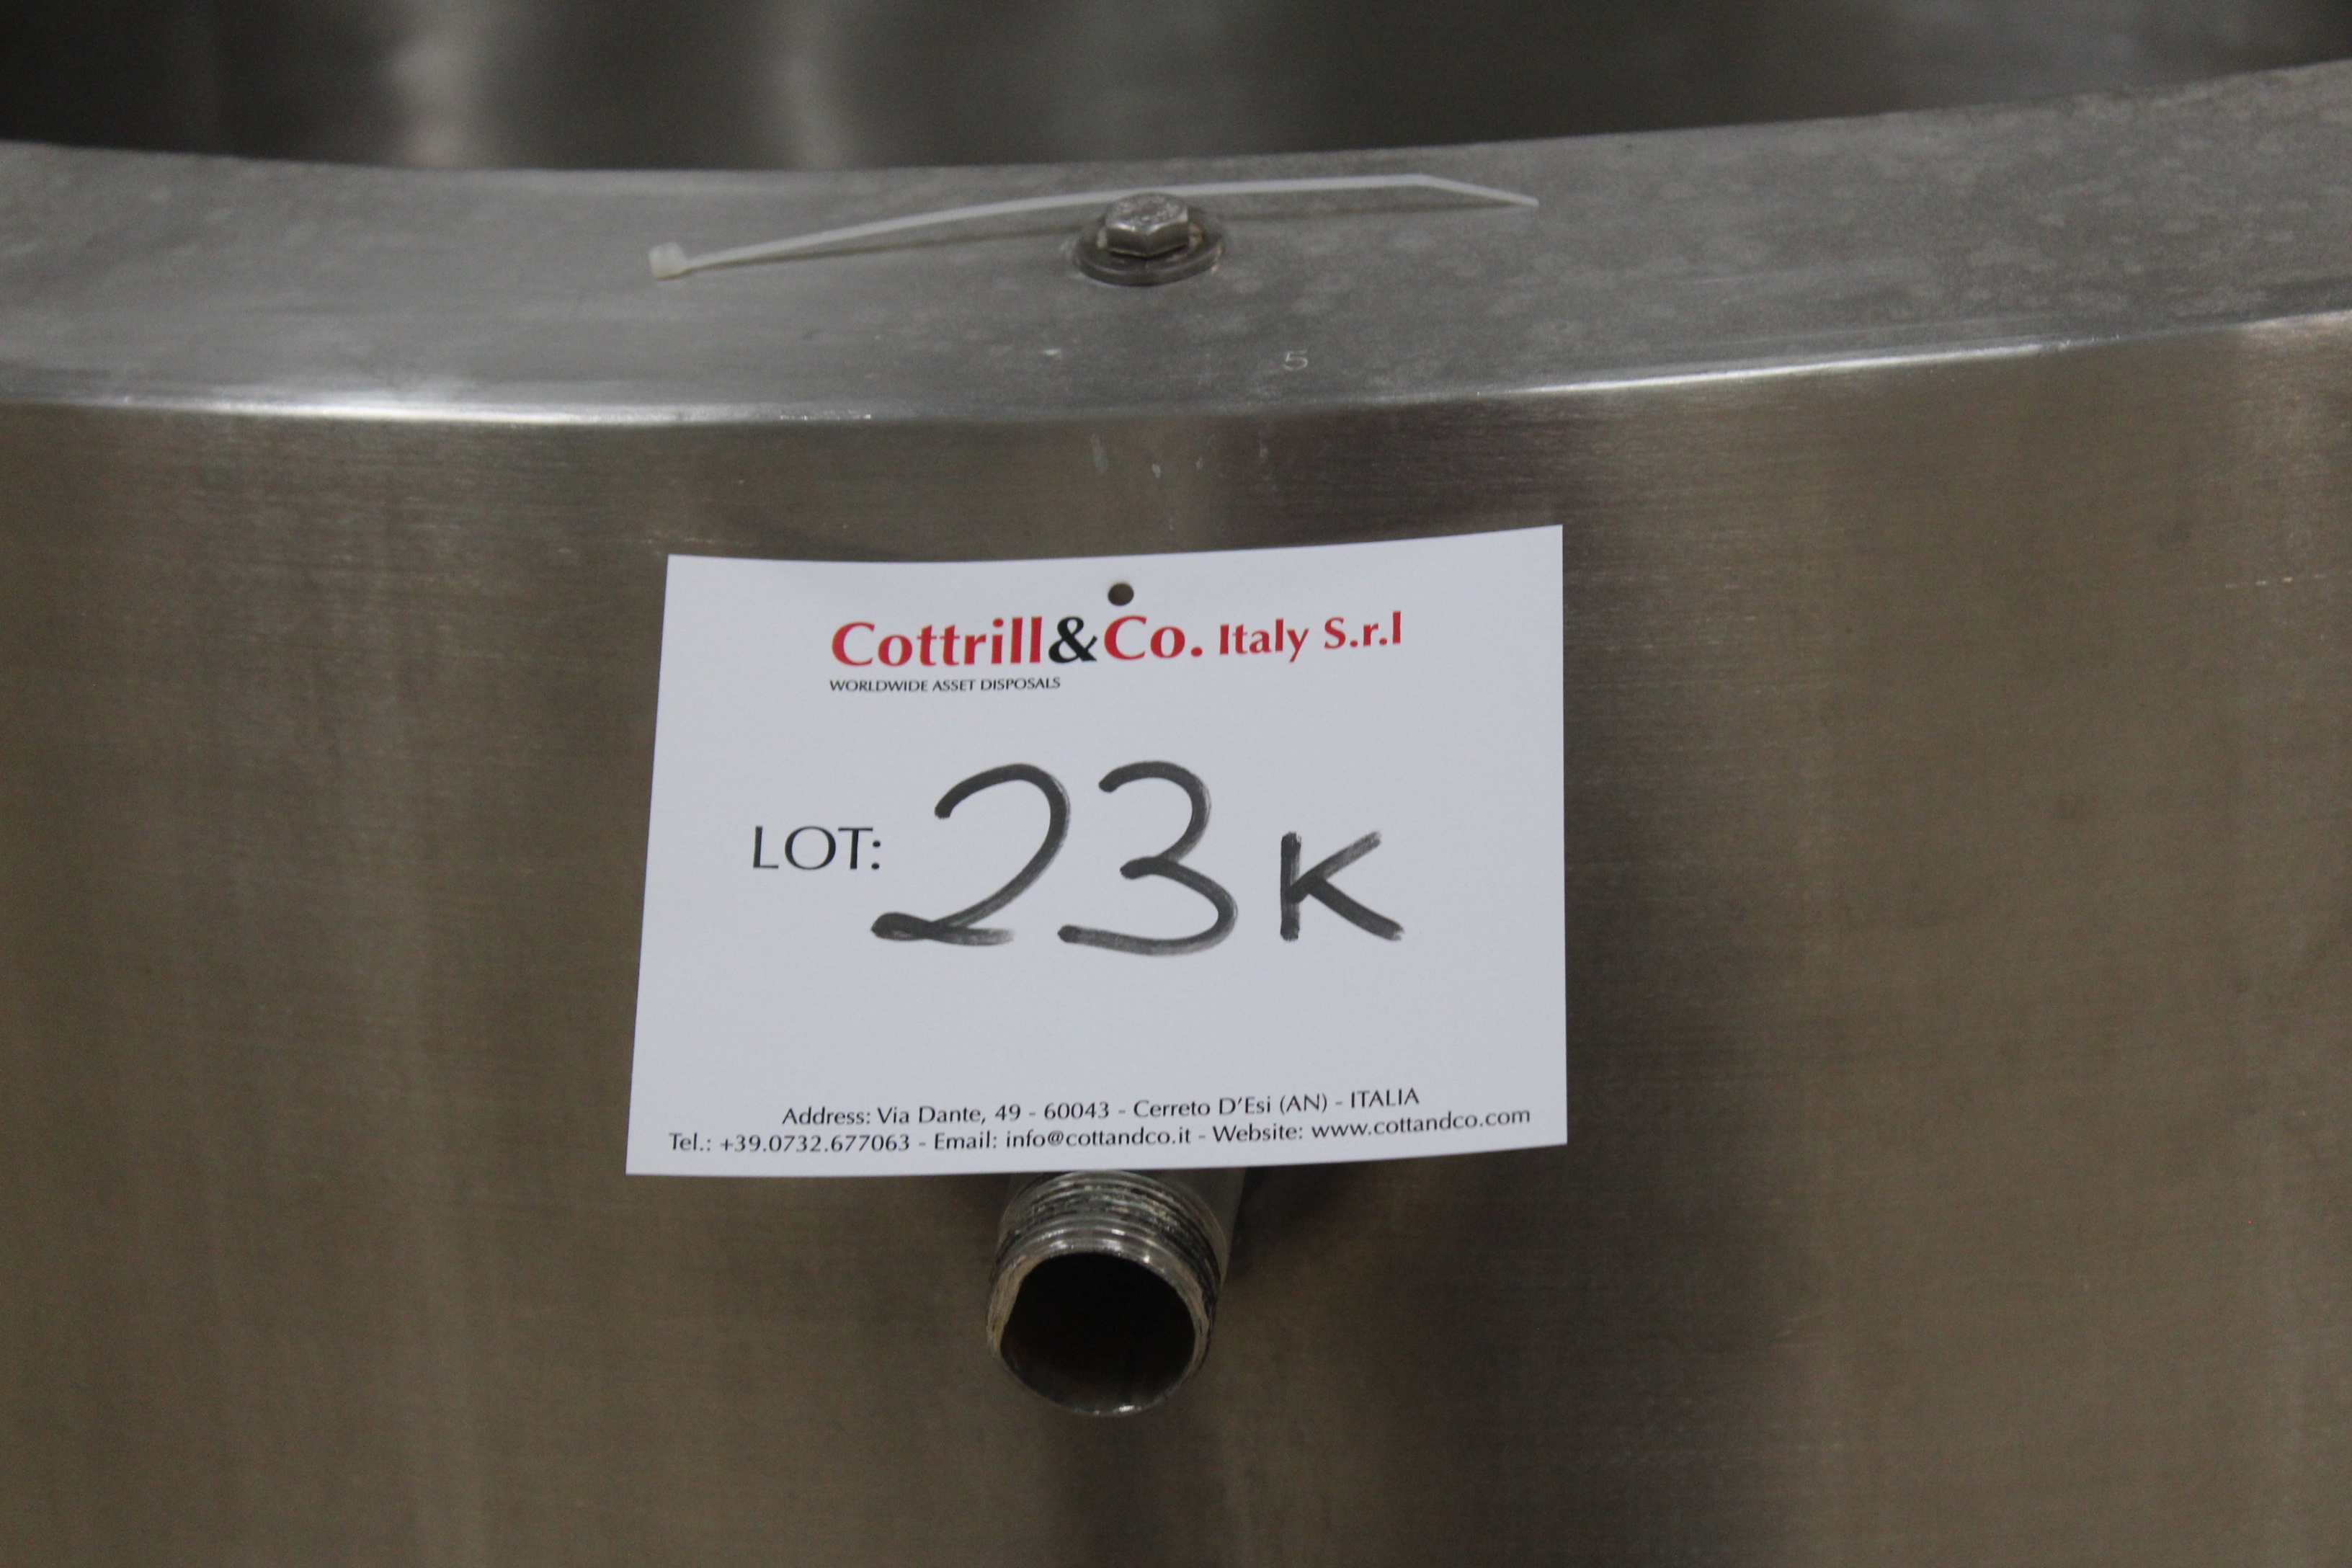 5
Cottrill&Co. Italy S.r.l
WORLDWIDE ASSET DISPOSALS
LOT: 23K
Address: Via Dante, 49 - 60043 - Cerreto D'Esi (AN) - ITALIA
Tel.: +39.0732.677063 - Email: info@cottandco.it - Website: www.cottandco.com